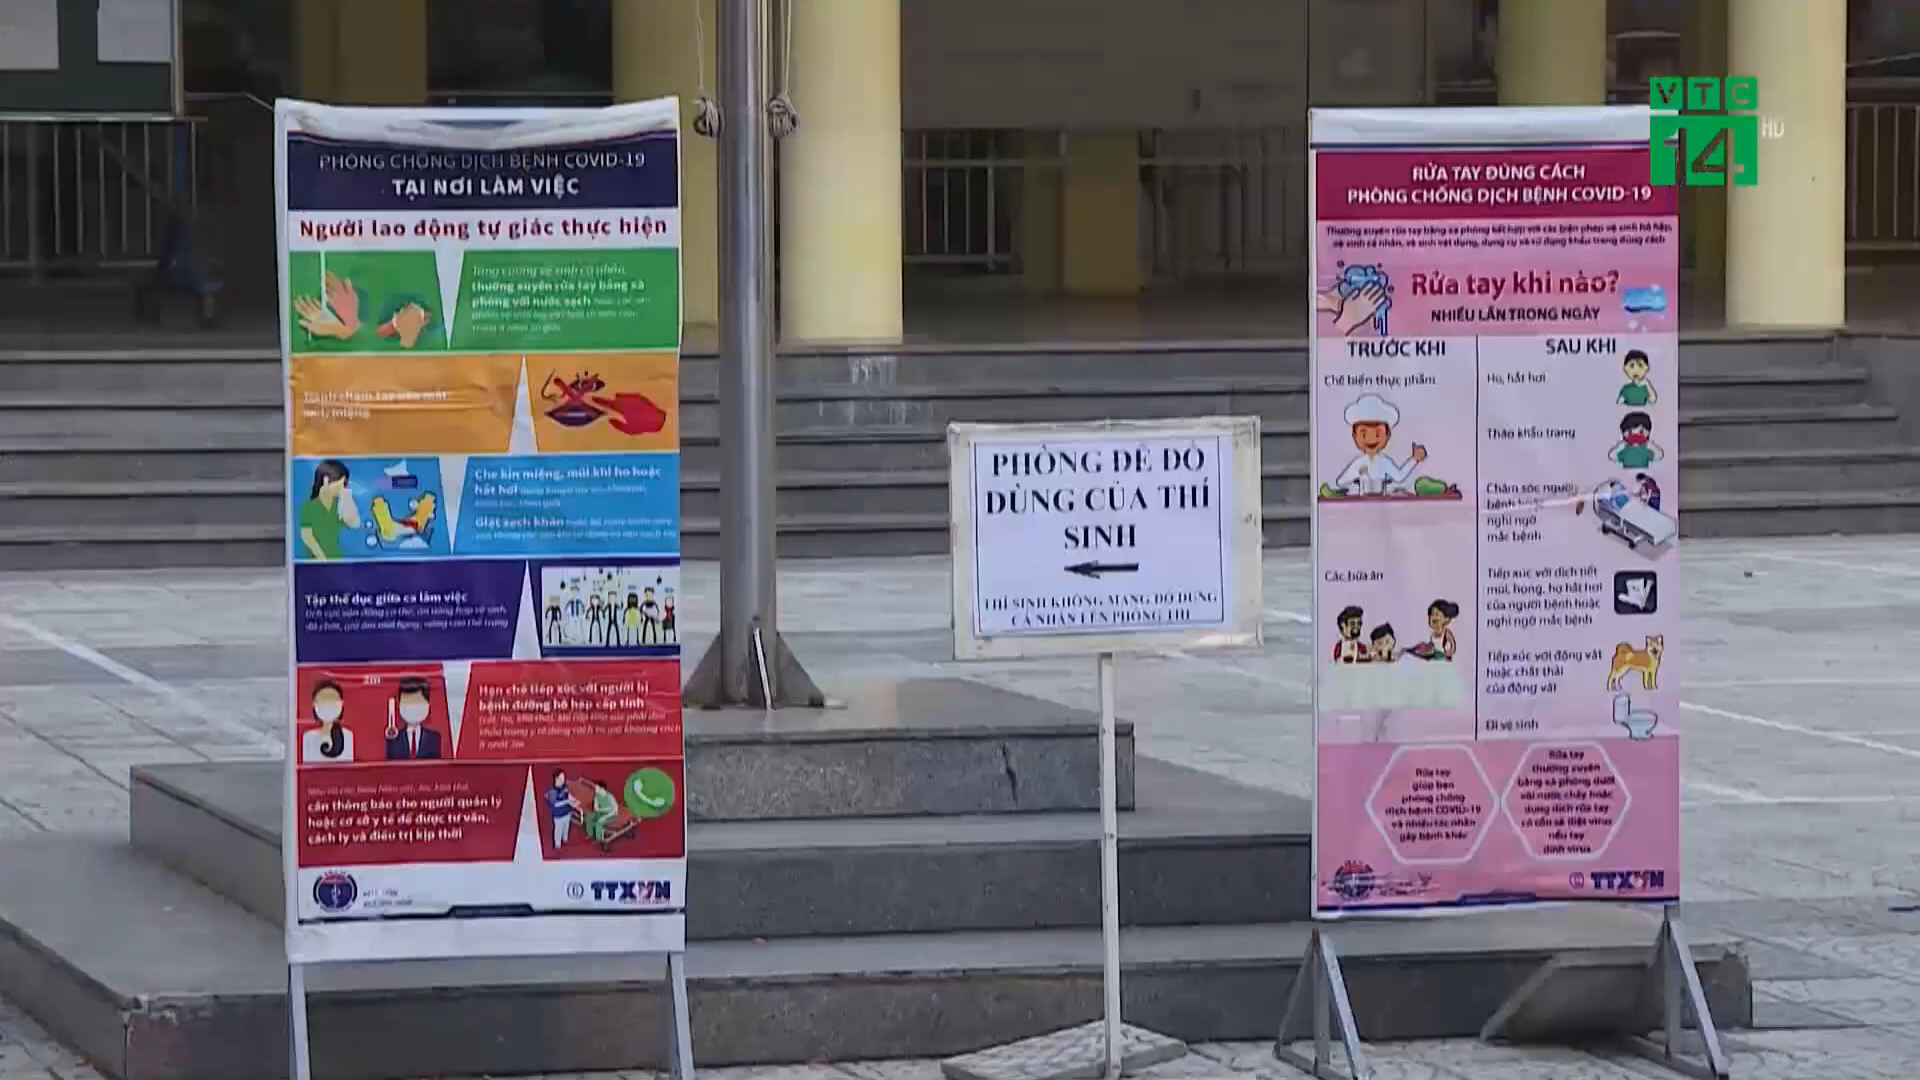 VTC
14
HD
PHÒNG CHỐNG DỊCH BỆNH COVID-19
TẠI NƠI LÀM VIỆC
Người lao động tự giác thực hiện
Tăng cường vệ sinh cá nhân,
thường xuyên rửa tay bằng xà
phòng với nước sạch
Che kín miệng, mũi khi ho hoặc
hắt hơi
Giặt sạch khăn
Tập thể dục giữa ca làm việc
2m
Hạn chế tiếp xúc với người bị
bệnh đường hô hấp cấp tính
cần thông báo cho người quản lý
hoặc cơ sở y tế để được tư vấn,
cách ly và điều trị kịp thời
© TTXVN
PHÒNG ĐỂ ĐỒ
DÙNG CỦA THÍ
SINH
THÍ SINH KHÔNG MANG ĐỒ DÙNG
CÁ NHÂN LÊN PHÒNG THI
RỬA TAY ĐÚNG CÁCH
PHÒNG CHỐNG DỊCH BỆNH COVID-19
Thường xuyên rửa tay bằng xà phòng kết hợp với các biện pháp vệ sinh hô hấp,
vệ sinh cá nhân, vệ sinh vật dụng, dụng cụ và sử dụng khẩu trang đúng cách
Rửa tay khi nào?
NHIỀU LẦN TRONG NGÀY
TRƯỚC KHI
Chế biến thực phẩm
Các bữa ăn
SAU KHI
Ho, hắt hơi
Tháo khẩu trang
Chăm sóc người
bệnh hoặc
nghi ngờ
mắc bệnh
Tiếp xúc với dịch tiết
mũi, họng, họ hắt hơi
của người bệnh hoặc
nghi ngờ mắc bệnh
Tiếp xúc với động vật
hoặc chất thải
của động vật
Đi vệ sinh
Rửa tay
giúp bạn
phòng chống
dịch bệnh COVID-19
và nhiều tác nhân
gây bệnh khác
Rửa tay
thường xuyên
bằng xà phòng dưới
vòi nước chảy hoặc
dung dịch rửa tay
có cồn sẽ diệt virus
nếu tay
dính virus
© TTXVN